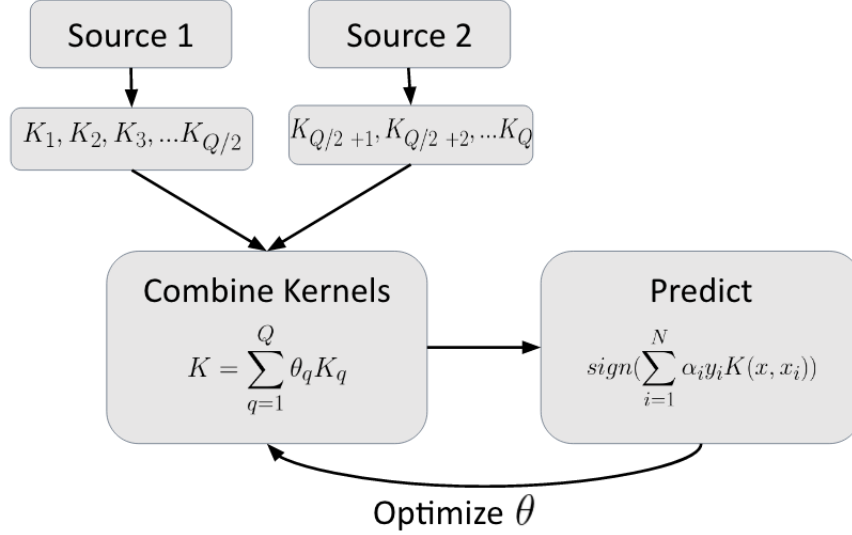 Source 1
Source 2
K_1, K_2, K_3, ...K_{Q/2}
K_{Q/2 +1}, K_{Q/2 +2}, ...K_Q
Combine Kernels
K = \sum_{q=1}^{Q} \theta_q K_q
Predict
sign(\sum_{i=1}^{N} \alpha_i y_i K(x, x_i))
Optimize θ